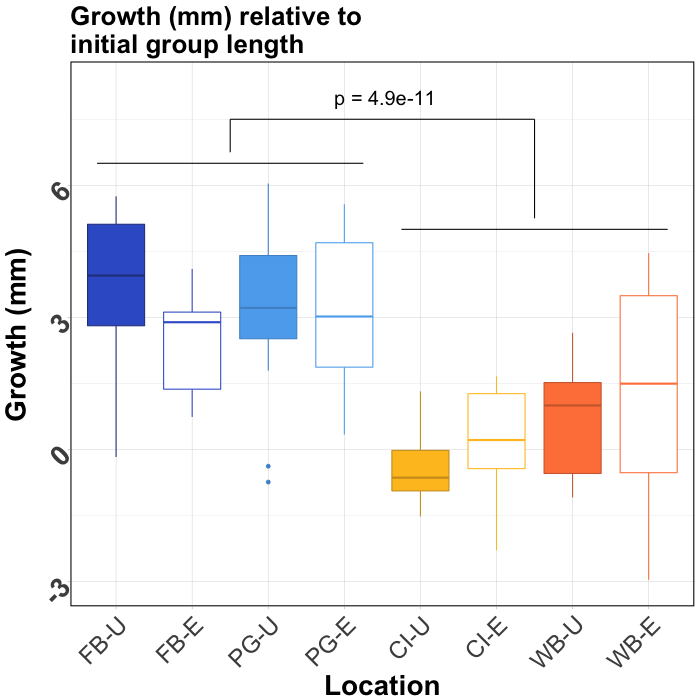 Growth (mm) relative to
initial group length
p = 4.9e-11
Growth (mm)
6
3
0
-3
FB-U
FB-E
PG-U
PG-E
CI-U
CI-E
WB-U
WB-E
Location